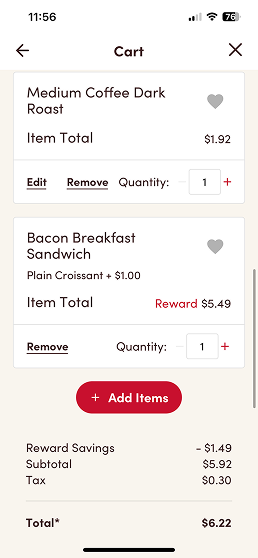 11:56
76
Cart
Medium Coffee Dark
Roast
Item Total $1.92
Edit Remove Quantity: 1 +
Bacon Breakfast
Sandwich
Plain Croissant + $1.00
Item Total Reward $5.49
Remove Quantity: 1 +
+ Add Items
Reward Savings - $1.49
Subtotal $5.92
Tax $0.30
Total* $6.22